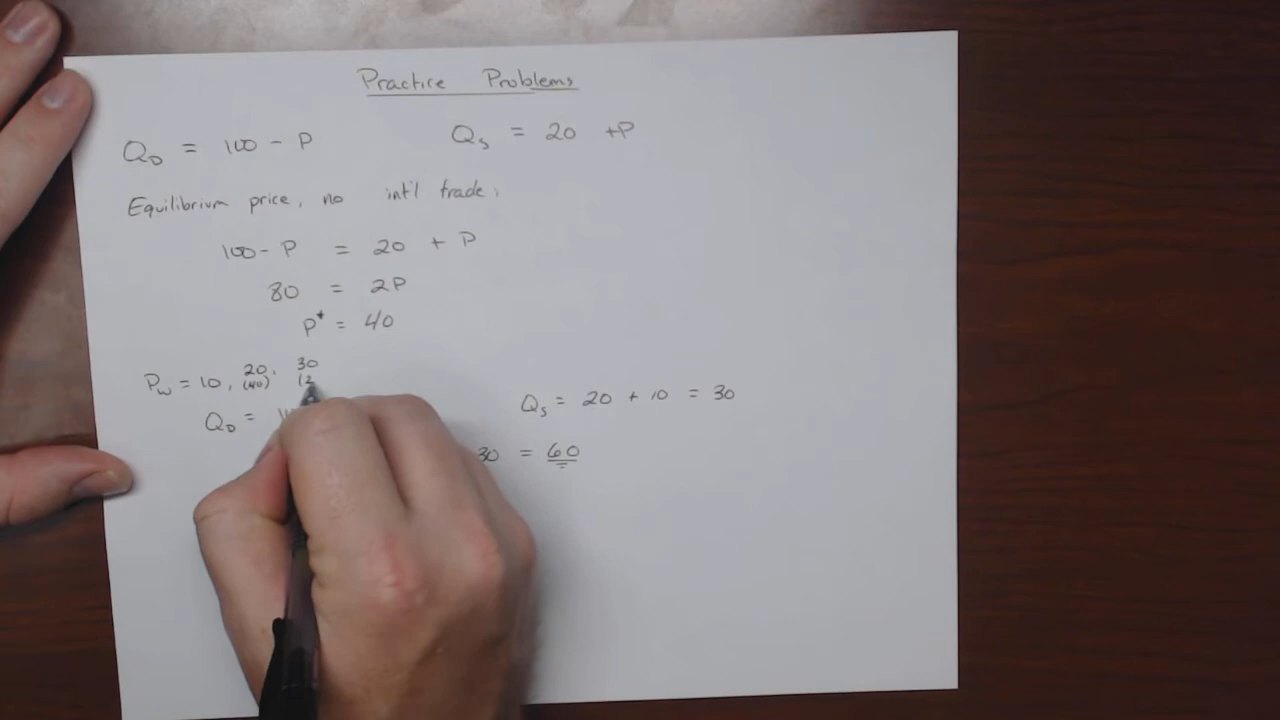 Practice Problems
Q_D = 100 - P    Q_S = 20 + P
Equilibrium price, no int'l trade:
100 - P = 20 + P
80 = 2P
P* = 40
P_W = 10, 20, 30
(40)
Q_D =    Q_S = 20 + 10 = 30
30 = 60